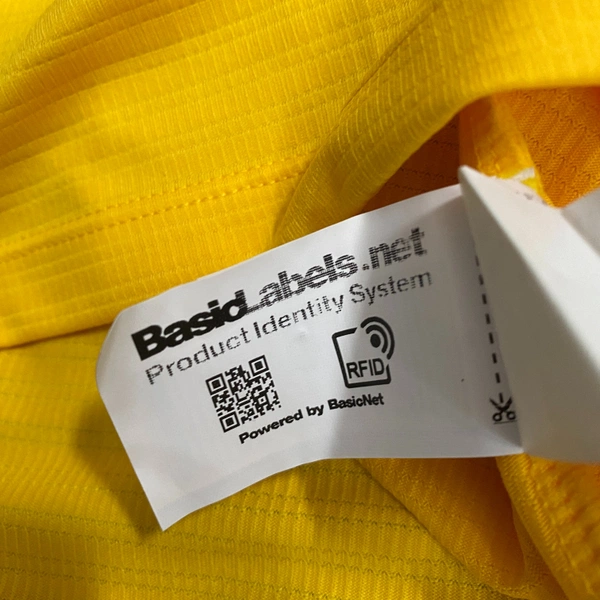 BasicLabels.net
Product Identity System
RFID
Powered by BasicNet